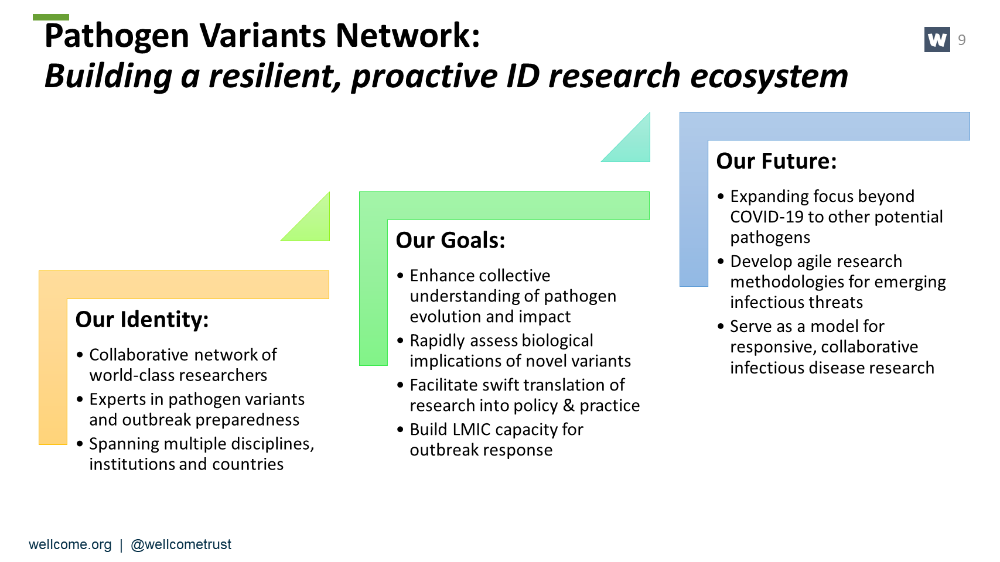 Pathogen Variants Network:
Building a resilient, proactive ID research ecosystem
W 9
Our Identity:
• Collaborative network of
world-class researchers
• Experts in pathogen variants
and outbreak preparedness
• Spanning multiple disciplines,
institutions and countries
Our Goals:
• Enhance collective
understanding of pathogen
evolution and impact
• Rapidly assess biological
implications of novel variants
• Facilitate swift translation of
research into policy & practice
• Build LMIC capacity for
outbreak response
Our Future:
• Expanding focus beyond
COVID-19 to other potential
pathogens
• Develop agile research
methodologies for emerging
infectious threats
• Serve as a model for
responsive, collaborative
infectious disease research
wellcome.org | @wellcometrust